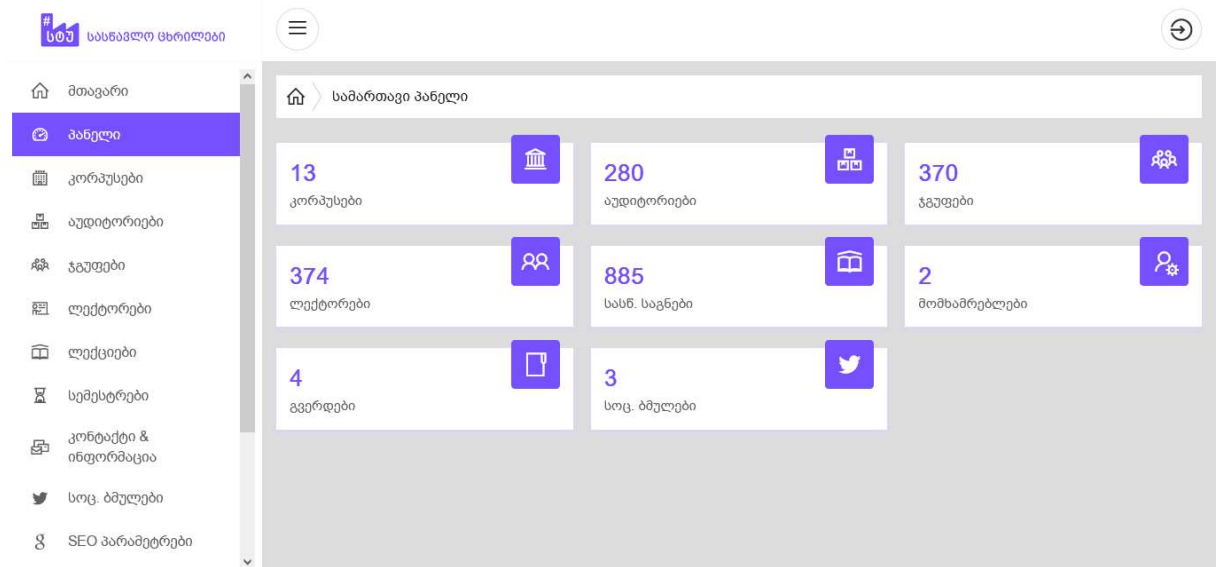 #
სტუ სასწავლო ცხრილები
მთავარი
პანელი
კორპუსები
აუდიტორიები
ჯგუფები
ლექტორები
ლექციები
სემესტრები
კონტაქტი &
ინფორმაცია
სოც. ბმულები
SEO პარამეტრები
სამართავი პანელი
13
კორპუსები
280
აუდიტორიები
370
ჯგუფები
374
ლექტორები
885
სასწ. საგნები
2
მომხამრებლები
4
გვერდები
3
სოც. ბმულები